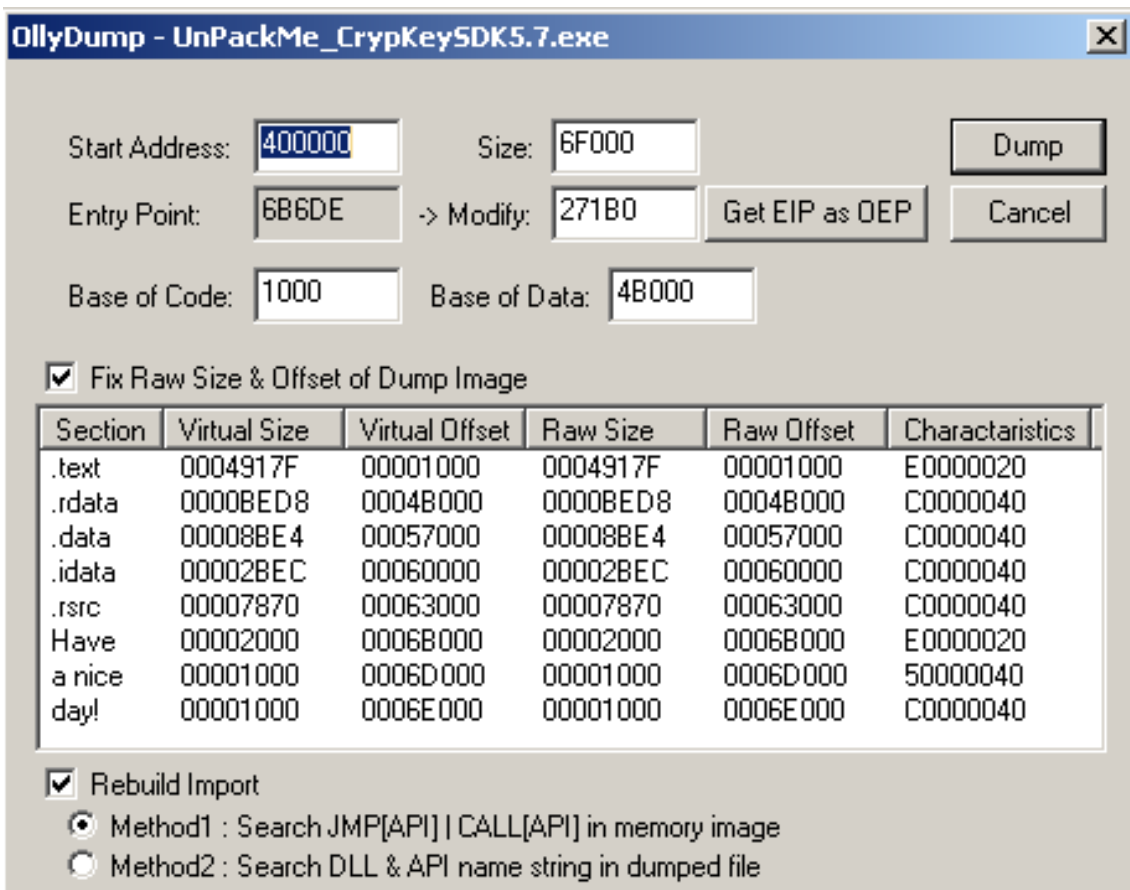 OllyDump - UnPackMe_CrypKeySDK5.7.exe
Start Address: 400000 Size: 6F000 Dump
Entry Point: 6B6DE -> Modify: 271B0 Get EIP as OEP Cancel
Base of Code: 1000 Base of Data: 4B000
Fix Raw Size & Offset of Dump Image
Section Virtual Size Virtual Offset Raw Size Raw Offset Charactaristics
.text 0004917F 00001000 0004917F 00001000 E0000020
.rdata 0000BED8 0004B000 0000BED8 0004B000 C0000040
.data 00008BE4 00057000 00008BE4 00057000 C0000040
.idata 00002BEC 00060000 00002BEC 00060000 C0000040
.rsrc 00007870 00063000 00007870 00063000 C0000040
Have 00002000 0006B000 00002000 0006B000 E0000020
a nice 00001000 0006D000 00001000 0006D000 50000040
day! 00001000 0006E000 00001000 0006E000 C0000040
Rebuild Import
Method1 : Search JMP[API] | CALL[API] in memory image
Method2 : Search DLL & API name string in dumped file